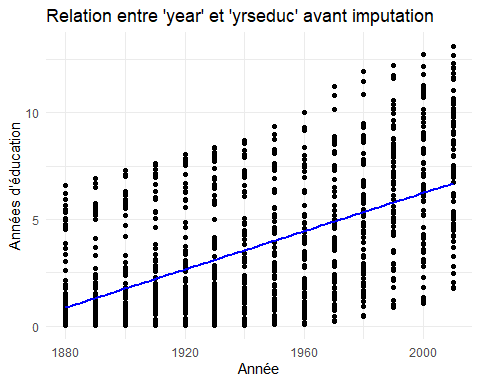 Relation entre 'year' et 'yrseduc' avant imputation
Années d'éducation
10
5
0
1880
1920
1960
2000
Année